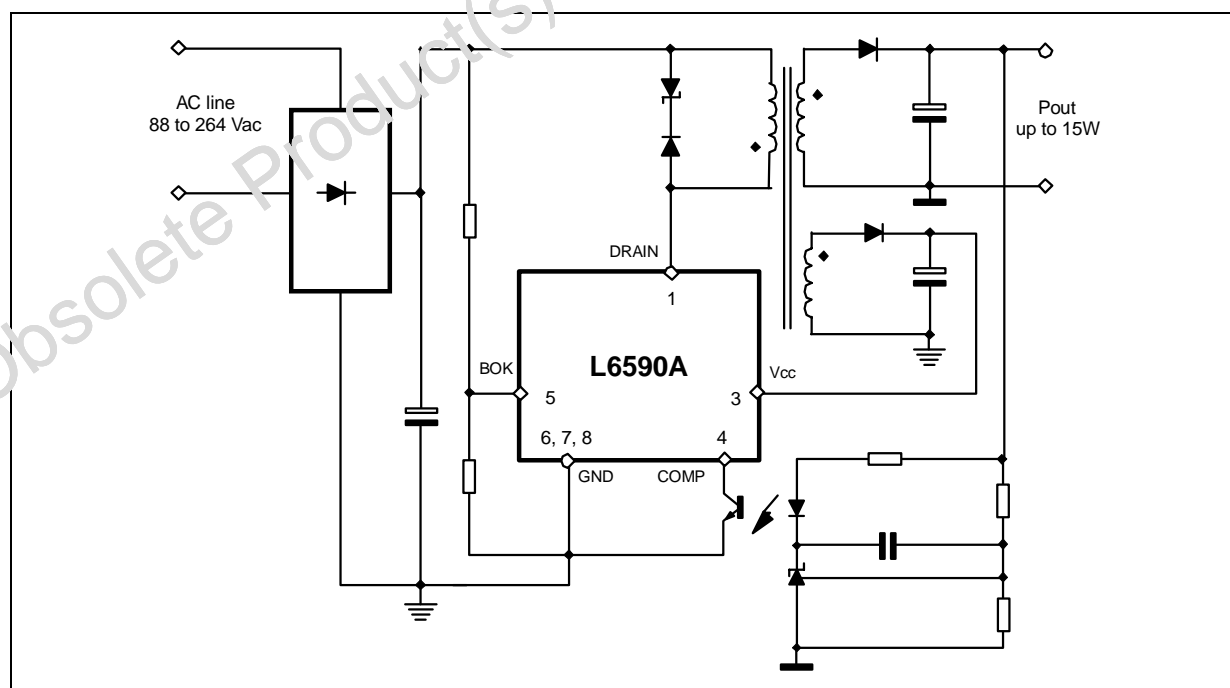 Obsolete Product(s)
AC line
88 to 264 Vac
Pout
up to 15W
DRAIN
1
BOK
L6590A
Vcc
5
3
6, 7, 8
4
GND
COMP